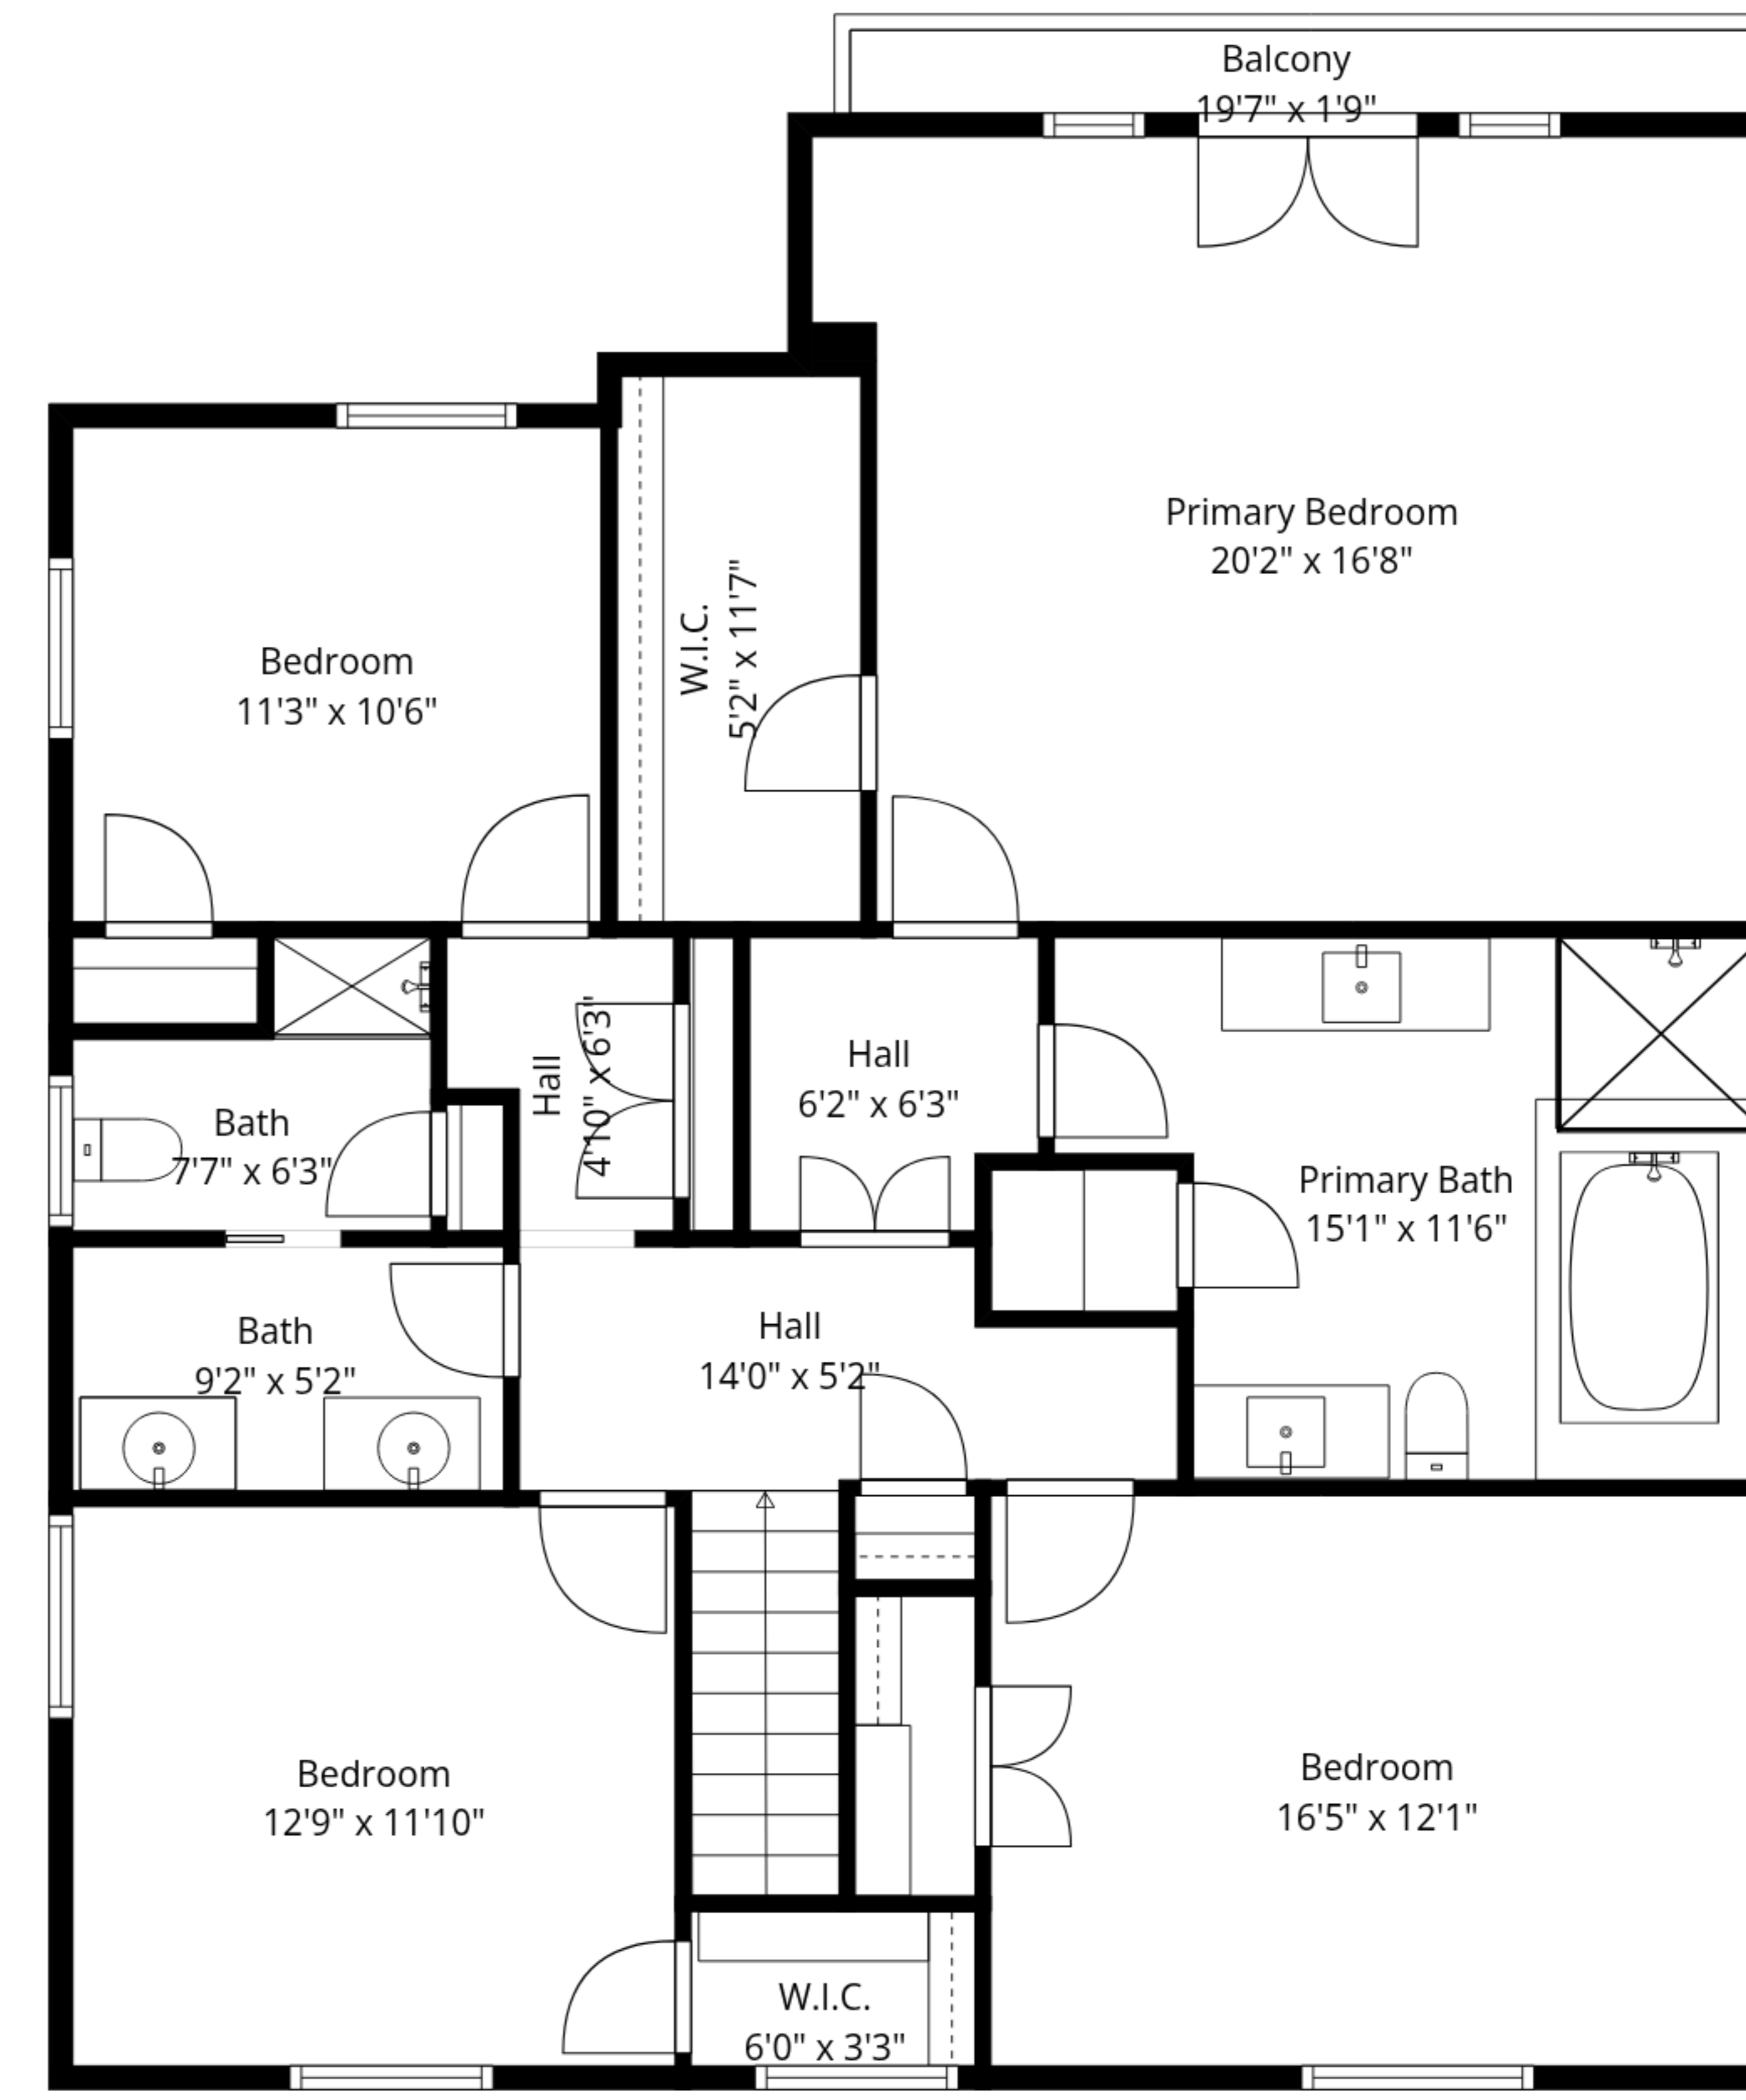 Balcony
19'7" x 1'9"
Primary Bedroom
20'2" x 16'8"
W.I.C.
5'2" x 11'7"
Bedroom
11'3" x 10'6"
Hall
4'10" x 6'3"
Hall
6'2" x 6'3"
Bath
7'7" x 6'3"
Primary Bath
15'1" x 11'6"
Bath
9'2" x 5'2"
Hall
14'0" x 5'2"
Bedroom
12'9" x 11'10"
Bedroom
16'5" x 12'1"
W.I.C.
6'0" x 3'3"